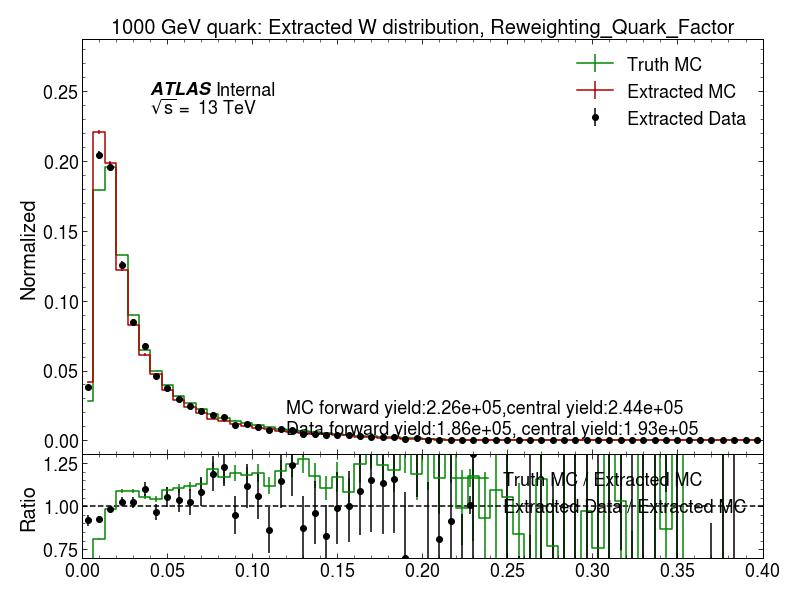 1000 GeV quark: Extracted W distribution, Reweighting_Quark_Factor
ATLAS Internal
√s = 13 TeV
Truth MC
Extracted MC
Extracted Data
Normalized
0.25
0.20
0.15
0.10
0.05
0.00
MC forward yield:2.26e+05,central yield:2.44e+05
Data forward yield:1.86e+05, central yield:1.93e+05
Ratio
1.25
1.00
0.75
Truth MC / Extracted MC
Extracted Data / Extracted MC
0.00 0.05 0.10 0.15 0.20 0.25 0.30 0.35 0.40